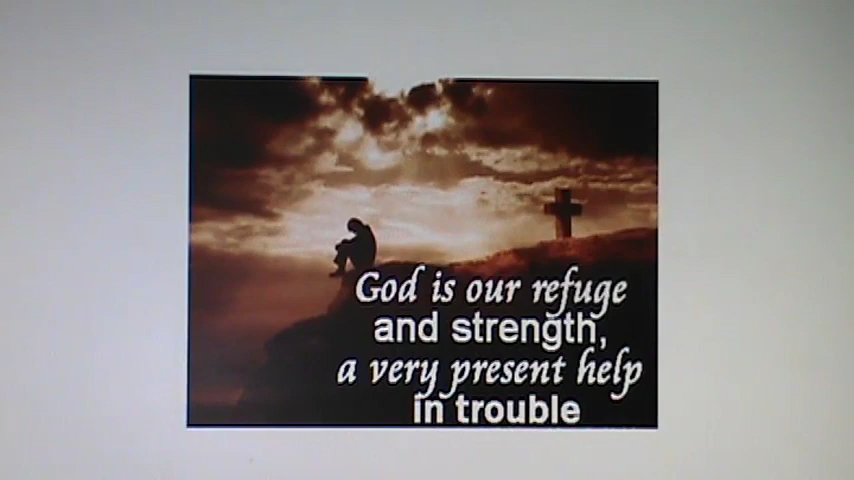 God is our refuge
and strength,
a very present help
in trouble